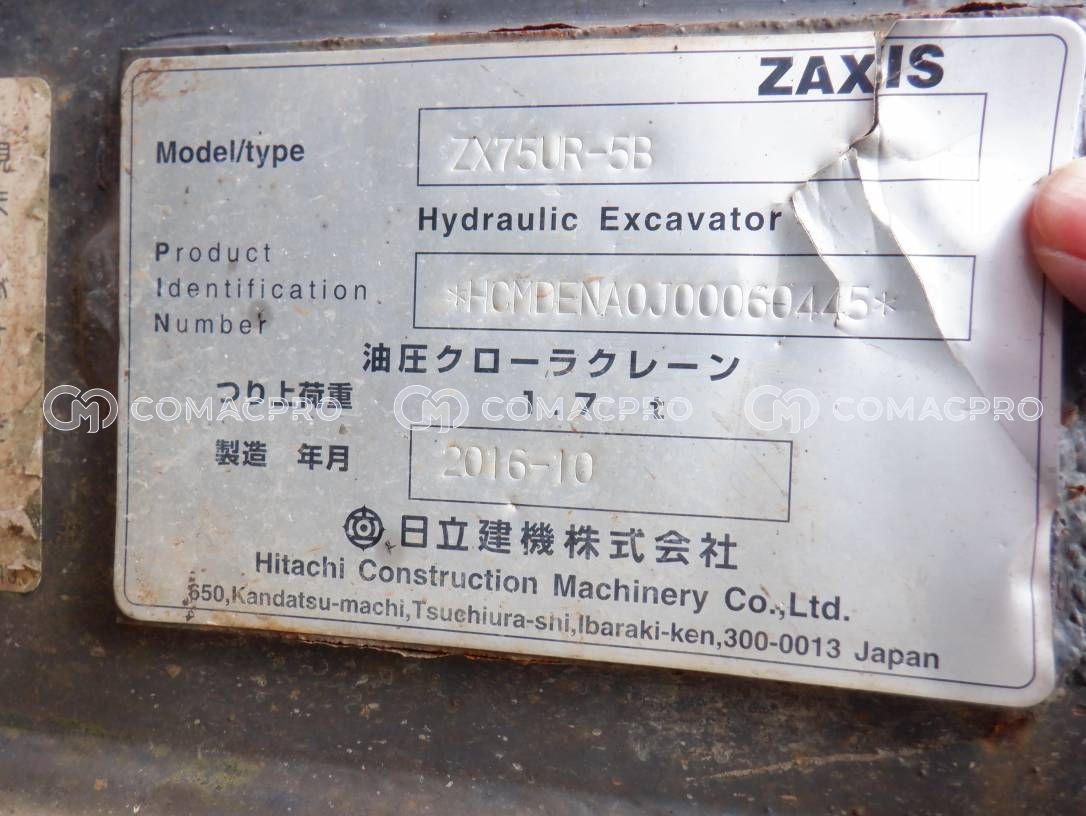 ZAXIS
Model/type ZX75UR-5B
Hydraulic Excavator
Product
Identification
Number
*HCMDENA0J00060445*
油圧クローラクレーン
つり上荷重 1.7 t
COMACPRO COMACPRO COMACPRO
製造 年月 2016-10
日立建機株式会社
Hitachi Construction Machinery Co.,Ltd.
650,Kandatsu-machi,Tsuchiura-shi,Ibaraki-ken,300-0013 Japan